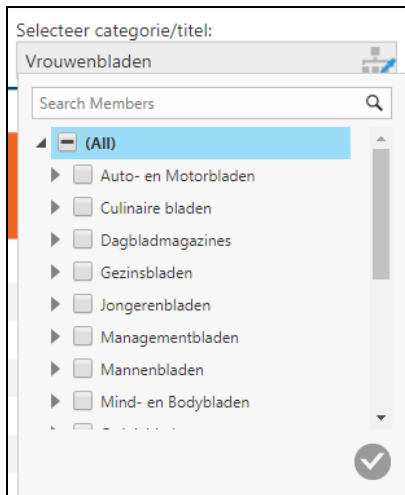 Selecteer categorie/titel:
Vrouwenbladen
Search Members
(All)
Auto- en Motorbladen
Culinaire bladen
Dagbladmagazines
Gezinsbladen
Jongerenbladen
Managementbladen
Mannenbladen
Mind- en Bodybladen